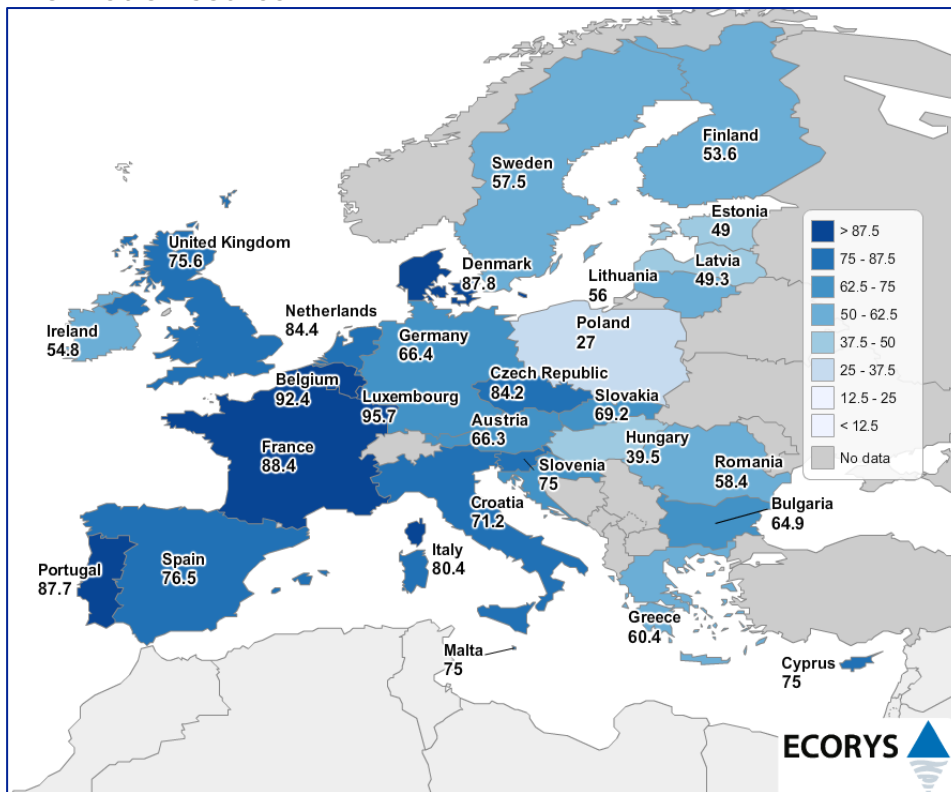 Finland
53.6
Sweden
57.5
Estonia
49
United Kingdom
75.6
Latvia
49.3
Denmark
87.8
Lithuania
56
Netherlands
84.4
Ireland
54.8
Germany
66.4
Poland
27
Belgium
92.4
Czech Republic
84.2
Luxembourg
95.7
Slovakia
69.2
Austria
66.3
France
88.4
Hungary
39.5
Slovenia
75
Romania
58.4
Croatia
71.2
Bulgaria
64.9
Italy
80.4
Spain
76.5
Portugal
87.7
Greece
60.4
Malta
75
Cyprus
75
> 87.5
75 - 87.5
62.5 - 75
50 - 62.5
37.5 - 50
25 - 37.5
12.5 - 25
< 12.5
No data
ECORYS